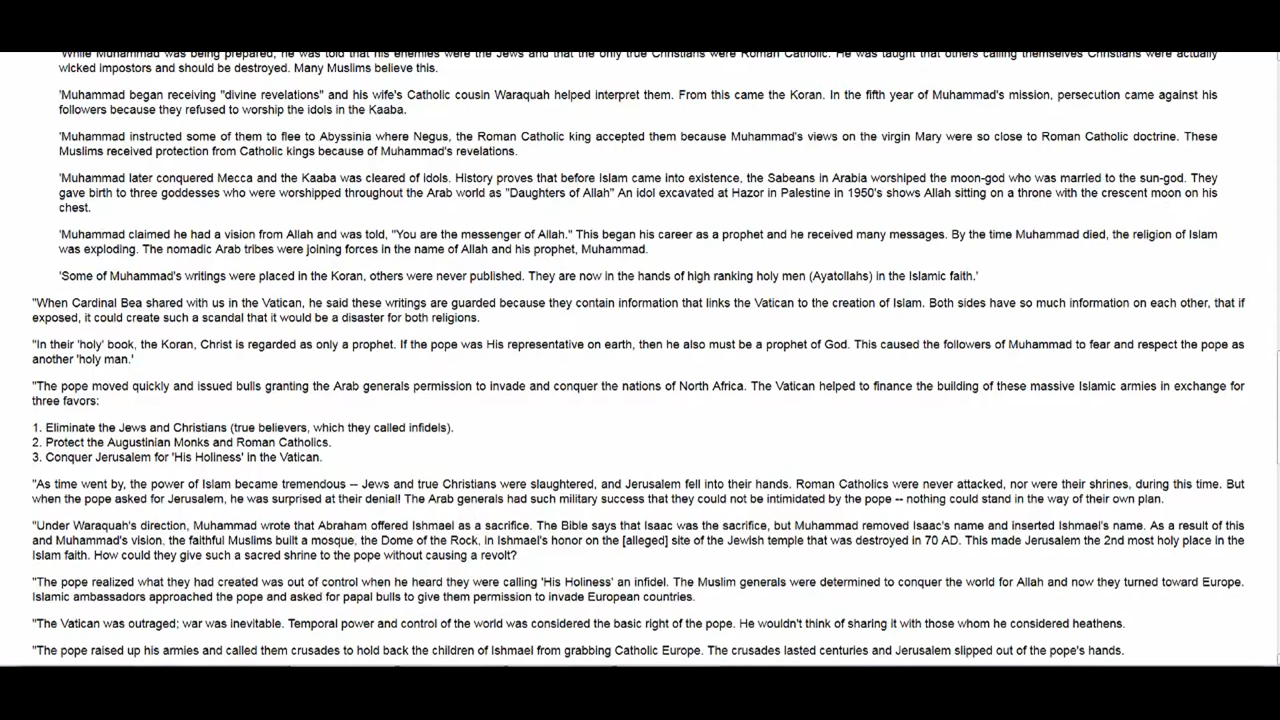 'While Muhammad was being prepared, he was told that his enemies were the Jews and that the only true Christians were Roman Catholic. He was taught that others calling themselves Christians were actually
wicked impostors and should be destroyed. Many Muslims believe this.
'Muhammad began receiving "divine revelations" and his wife's Catholic cousin Waraquah helped interpret them. From this came the Koran. In the fifth year of Muhammad's mission, persecution came against his
followers because they refused to worship the idols in the Kaaba.
'Muhammad instructed some of them to flee to Abyssinia where Negus, the Roman Catholic king accepted them because Muhammad's views on the virgin Mary were so close to Roman Catholic doctrine. These
Muslims received protection from Catholic kings because of Muhammad's revelations.
'Muhammad later conquered Mecca and the Kaaba was cleared of idols. History proves that before Islam came into existence, the Sabeans in Arabia worshiped the moon-god who was married to the sun-god. They
gave birth to three goddesses who were worshipped throughout the Arab world as "Daughters of Allah" An idol excavated at Hazor in Palestine in 1950's shows Allah sitting on a throne with the crescent moon on his
chest.
'Muhammad claimed he had a vision from Allah and was told, "You are the messenger of Allah." This began his career as a prophet and he received many messages. By the time Muhammad died, the religion of Islam
was exploding. The nomadic Arab tribes were joining forces in the name of Allah and his prophet, Muhammad.
'Some of Muhammad's writings were placed in the Koran, others were never published. They are now in the hands of high ranking holy men (Ayatollahs) in the Islamic faith.'
"When Cardinal Bea shared with us in the Vatican, he said these writings are guarded because they contain information that links the Vatican to the creation of Islam. Both sides have so much information on each other, that if
exposed, it could create such a scandal that it would be a disaster for both religions.
"In their 'holy' book, the Koran, Christ is regarded as only a prophet. If the pope was His representative on earth, then he also must be a prophet of God. This caused the followers of Muhammad to fear and respect the pope as
another 'holy man.'
"The pope moved quickly and issued bulls granting the Arab generals permission to invade and conquer the nations of North Africa. The Vatican helped to finance the building of these massive Islamic armies in exchange for
three favors:
1. Eliminate the Jews and Christians (true believers, which they called infidels).
2. Protect the Augustinian Monks and Roman Catholics.
3. Conquer Jerusalem for 'His Holiness' in the Vatican.
"As time went by, the power of Islam became tremendous -- Jews and true Christians were slaughtered, and Jerusalem fell into their hands. Roman Catholics were never attacked, nor were their shrines, during this time. But
when the pope asked for Jerusalem, he was surprised at their denial! The Arab generals had such military success that they could not be intimidated by the pope -- nothing could stand in the way of their own plan.
"Under Waraquah's direction, Muhammad wrote that Abraham offered Ishmael as a sacrifice. The Bible says that Isaac was the sacrifice, but Muhammad removed Isaac's name and inserted Ishmael's name. As a result of this
and Muhammad's vision, the faithful Muslims built a mosque, the Dome of the Rock, in Ishmael's honor on the [alleged] site of the Jewish temple that was destroyed in 70 AD. This made Jerusalem the 2nd most holy place in the
Islam faith. How could they give such a sacred shrine to the pope without causing a revolt?
"The pope realized what they had created was out of control when he heard they were calling 'His Holiness' an infidel. The Muslim generals were determined to conquer the world for Allah and now they turned toward Europe.
Islamic ambassadors approached the pope and asked for papal bulls to give them permission to invade European countries.
"The Vatican was outraged; war was inevitable. Temporal power and control of the world was considered the basic right of the pope. He wouldn't think of sharing it with those whom he considered heathens.
"The pope raised up his armies and called them crusades to hold back the children of Ishmael from grabbing Catholic Europe. The crusades lasted centuries and Jerusalem slipped out of the pope's hands.